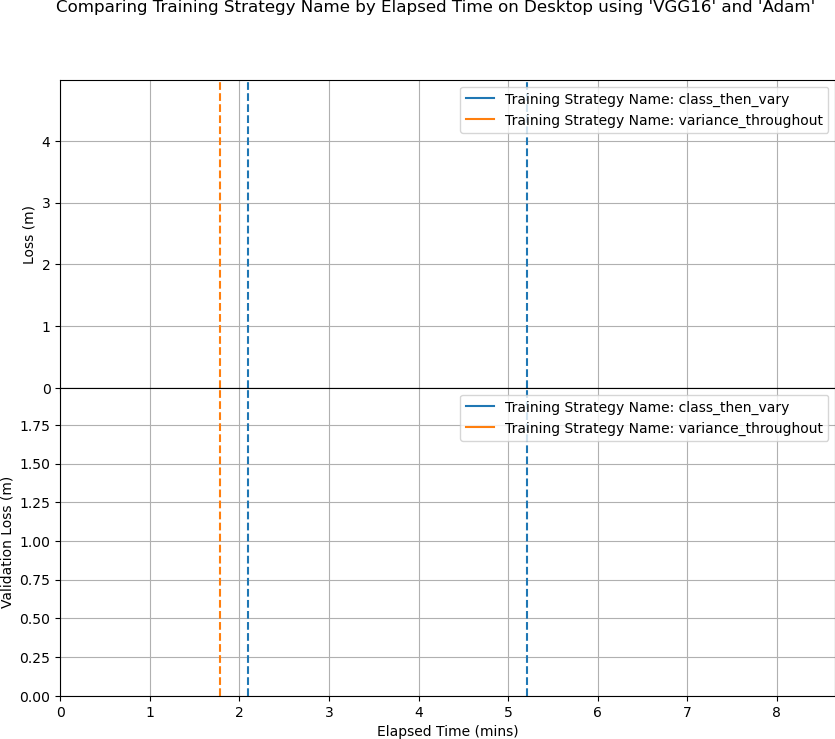 Comparing Training Strategy Name by Elapsed Time on Desktop using 'VGG16' and 'Adam'
Training Strategy Name: class_then_vary
Training Strategy Name: variance_throughout
4
3
2
1
0
Loss (m)
Training Strategy Name: class_then_vary
Training Strategy Name: variance_throughout
1.75
1.50
1.25
1.00
0.75
0.50
0.25
0.00
Validation Loss (m)
0 1 2 3 4 5 6 7 8
Elapsed Time (mins)